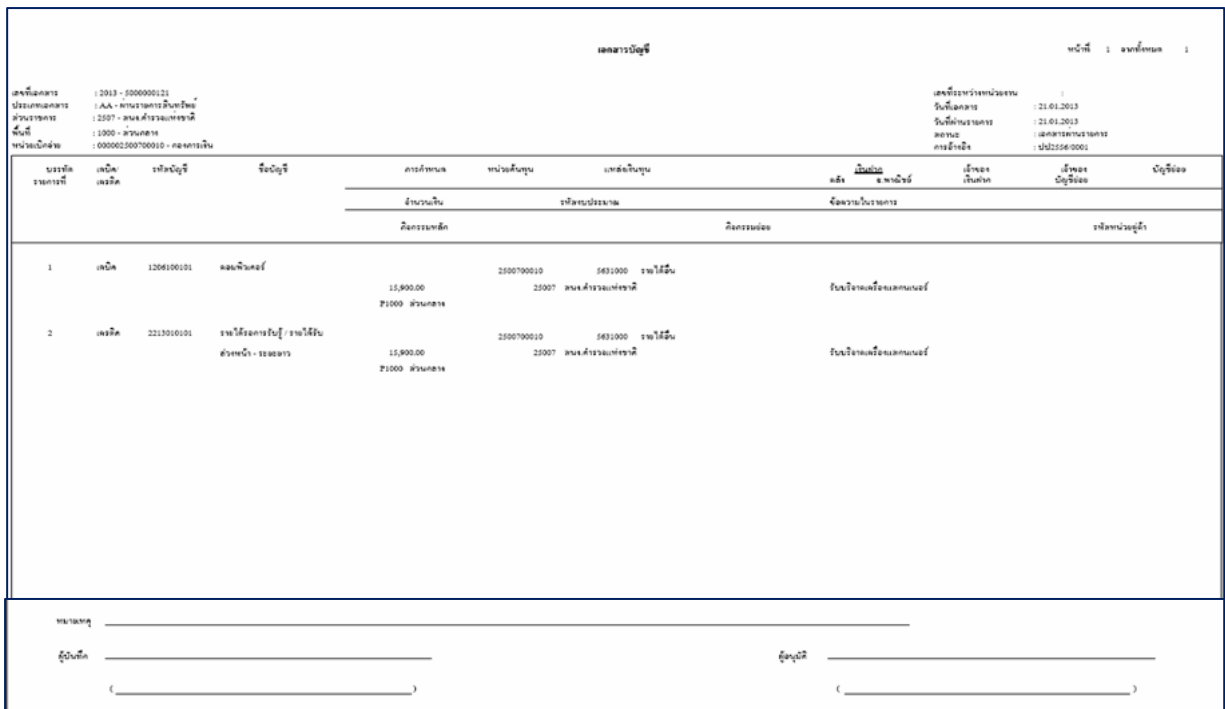 เอกสารบัญชี
หน้าที่ 1 จากทั้งหมด 1
เลขที่เอกสาร : 2013 - 5000000121
เลขที่ระหว่างหน่วยงาน :
ประเภทเอกสาร : AA - ผ่านรายการสินทรัพย์
วันที่เอกสาร : 21.01.2013
ส่วนราชการ : 2507 - สนง.ตำรวจแห่งชาติ
วันที่ผ่านรายการ : 21.01.2013
พื้นที่ : 1000 - ส่วนกลาง
สถานะ : เอกสารผ่านรายการ
หน่วยเบิกจ่าย : 000002500700010 - กองการเงิน
การอ้างอิง : ปป2556/0001
บรรทัด เดบิต/ รหัสบัญชี ชื่อบัญชี การกำหนด หน่วยต้นทุน แหล่งเงินทุน เงินฝาก เจ้าของ เจ้าของ บัญชีย่อย
รายการที่ เครดิต คลัง ธ.พาณิชย์ เงินฝาก บัญชีย่อย
จำนวนเงิน รหัสงบประมาณ ข้อความในรายการ
กิจกรรมหลัก กิจกรรมย่อย รหัสหน่วยคู่ค้า
1 เดบิต 1206100101 คอมพิวเตอร์ 2500700010 5631000 รายได้อื่น
15,900.00 25007 สนง.ตำรวจแห่งชาติ รับบริจาคเครื่องแสกนเนอร์
P1000 ส่วนกลาง
2 เครดิต 2213010101 รายได้รอการรับรู้ / รายได้รับ 2500700010 5631000 รายได้อื่น
ล่วงหน้า - ระยะยาว 15,900.00 25007 สนง.ตำรวจแห่งชาติ รับบริจาคเครื่องแสกนเนอร์
P1000 ส่วนกลาง
หมายเหตุ
ผู้บันทึก ผู้อนุมัติ
( ) ( )